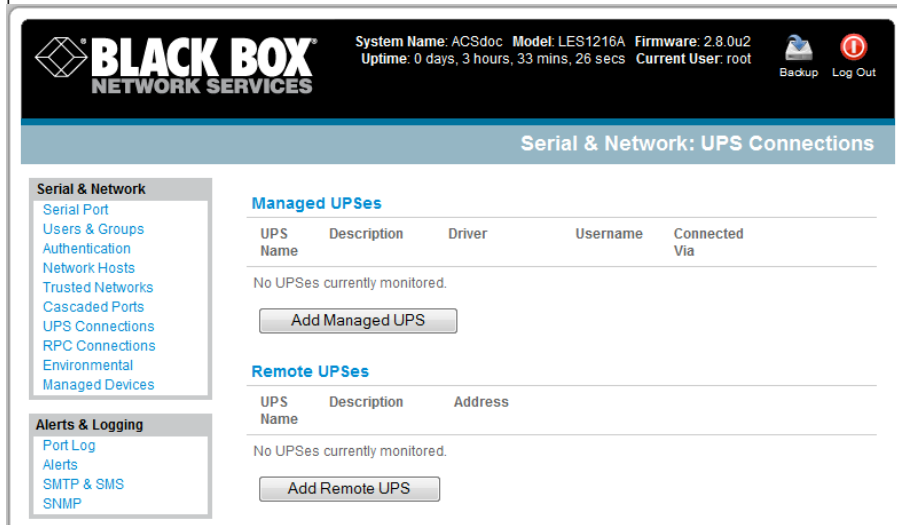 BLACK BOX®
NETWORK SERVICES
System Name: ACSdoc Model: LES1216A Firmware: 2.8.0u2
Uptime: 0 days, 3 hours, 33 mins, 26 secs Current User: root
Backup Log Out
Serial & Network: UPS Connections
Serial & Network
Serial Port
Users & Groups
Authentication
Network Hosts
Trusted Networks
Cascaded Ports
UPS Connections
RPC Connections
Environmental
Managed Devices
Alerts & Logging
Port Log
Alerts
SMTP & SMS
SNMP
Managed UPSes
UPS Name Description Driver Username Connected Via
No UPSes currently monitored.
Add Managed UPS
Remote UPSes
UPS Name Description Address
No UPSes currently monitored.
Add Remote UPS